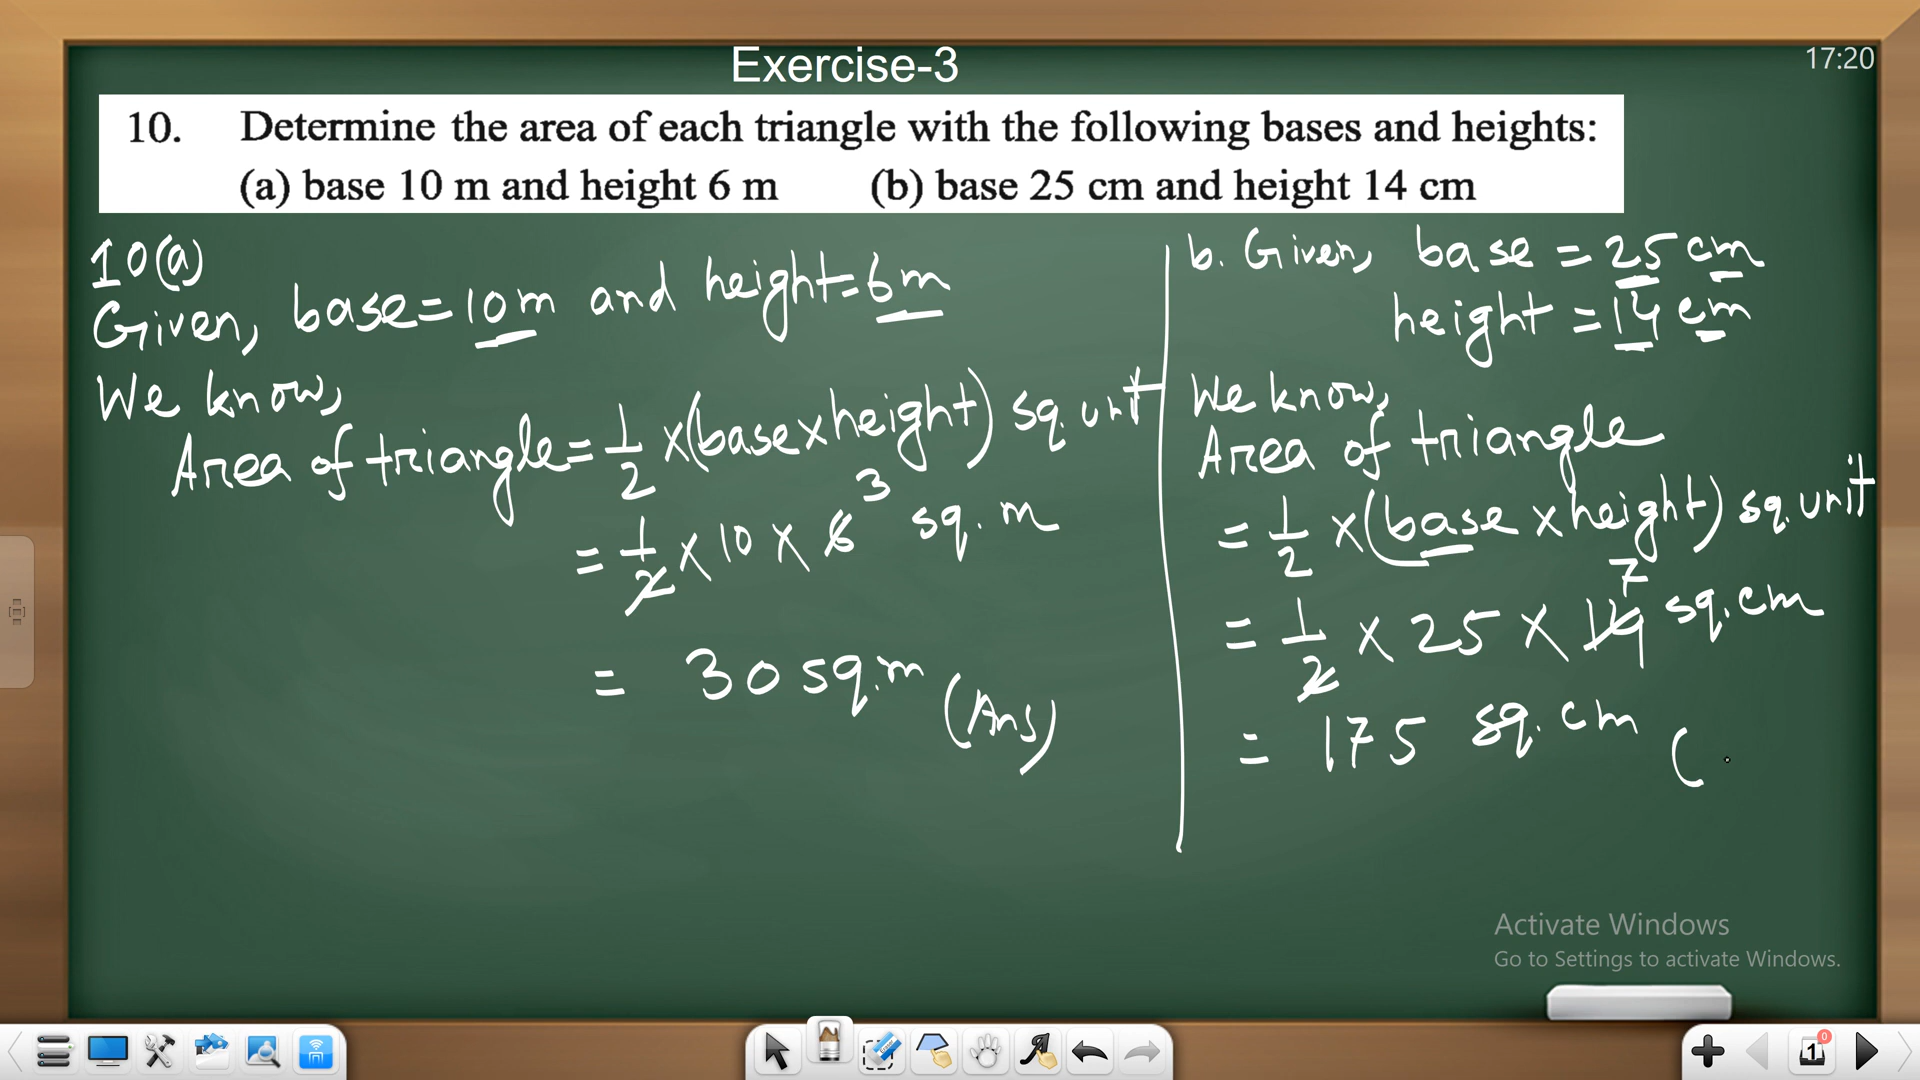 Exercise-3
17:20
10. Determine the area of each triangle with the following bases and heights:
(a) base 10 m and height 6 m (b) base 25 cm and height 14 cm
10(a)
Given, base=10m and height=6m
We know,
Area of triangle=1/2 ×(base×height) sq. unit
3
=1/2 × 10 × 6 sq. m
= 30 sq.m (Ans)
b. Given, base = 25 cm
height = 14 cm
We know,
Area of triangle
= 1/2 ×(base × height) sq. unit
7
= 1/2 × 25 × 14 sq. cm
= 175 sq. cm (
Activate Windows
Go to Settings to activate Windows.
1
0